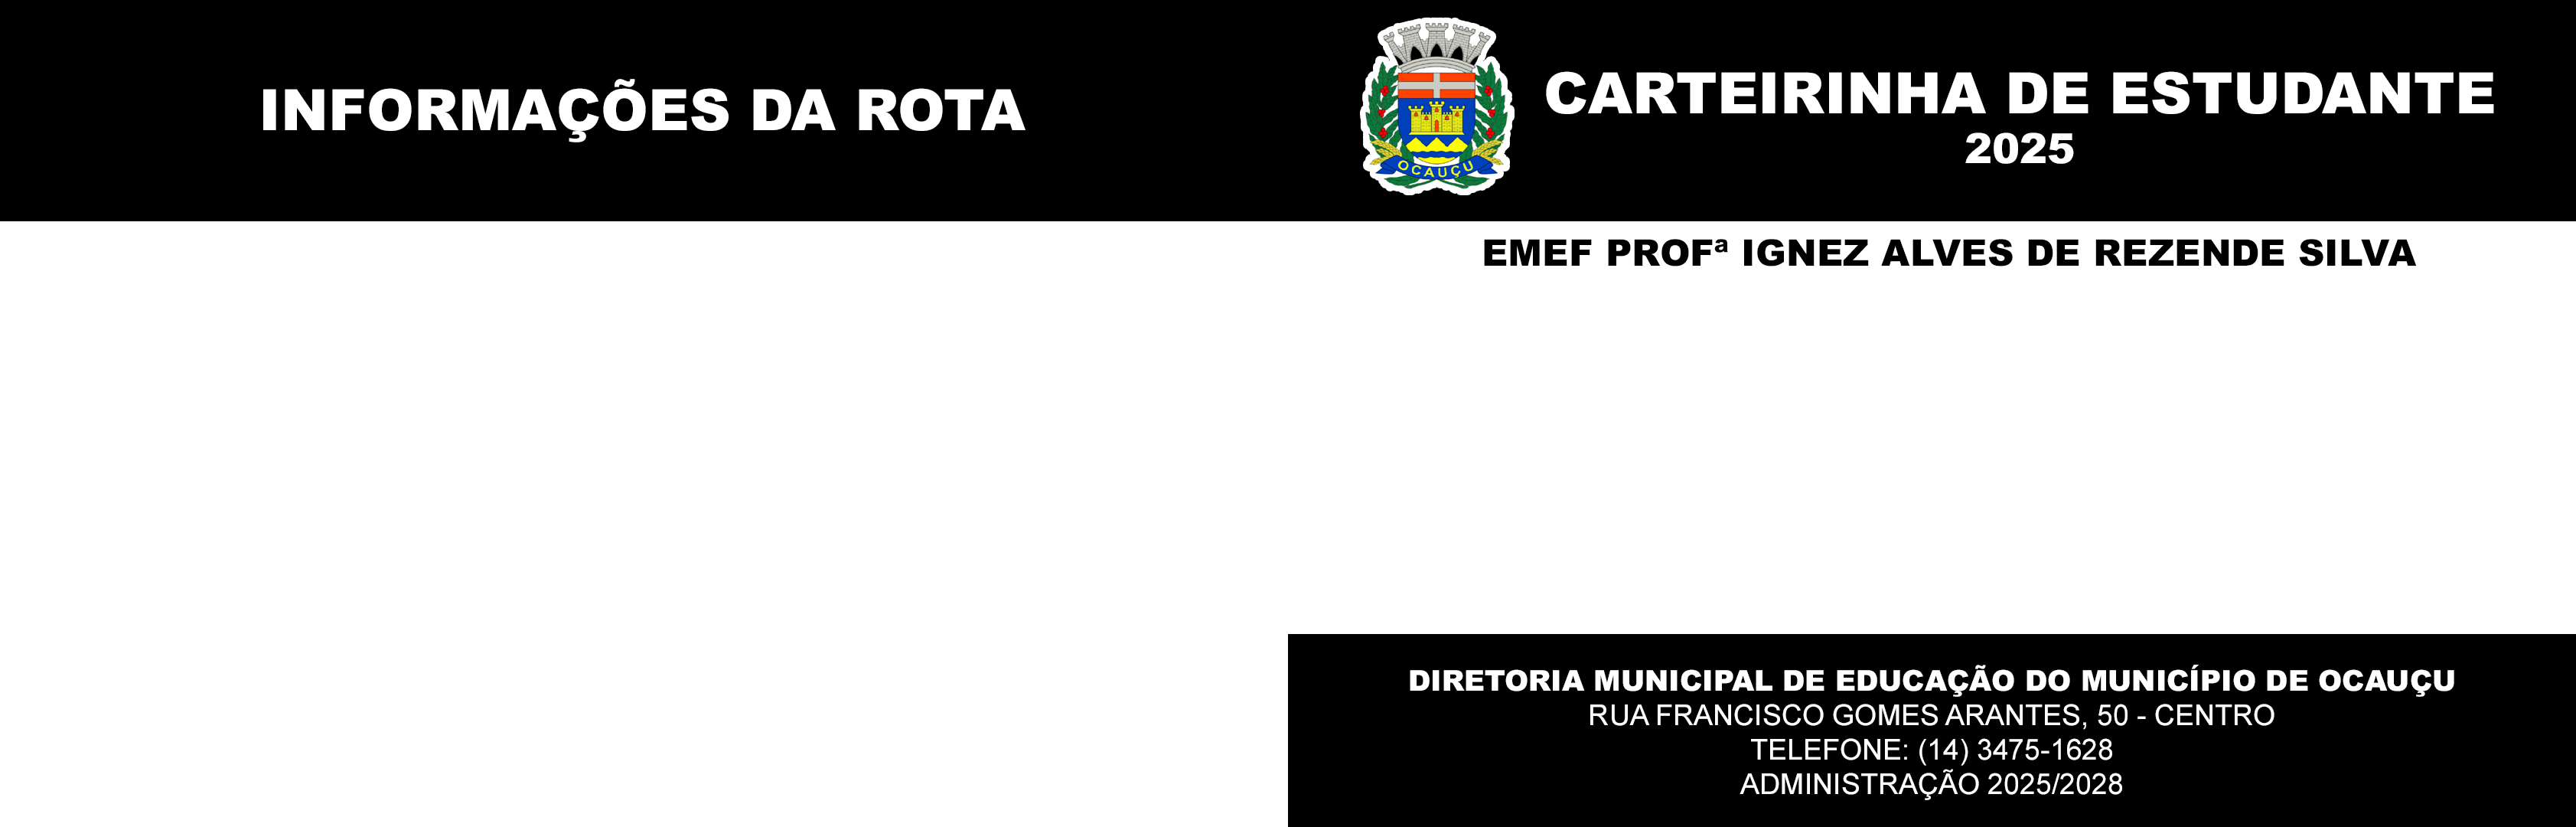 INFORMAÇÕES DA ROTA
CARTEIRINHA DE ESTUDANTE
2025
OCAUÇU
EMEF PROFª IGNEZ ALVES DE REZENDE SILVA
DIRETORIA MUNICIPAL DE EDUCAÇÃO DO MUNICÍPIO DE OCAUÇU
RUA FRANCISCO GOMES ARANTES, 50 - CENTRO
TELEFONE: (14) 3475-1628
ADMINISTRAÇÃO 2025/2028